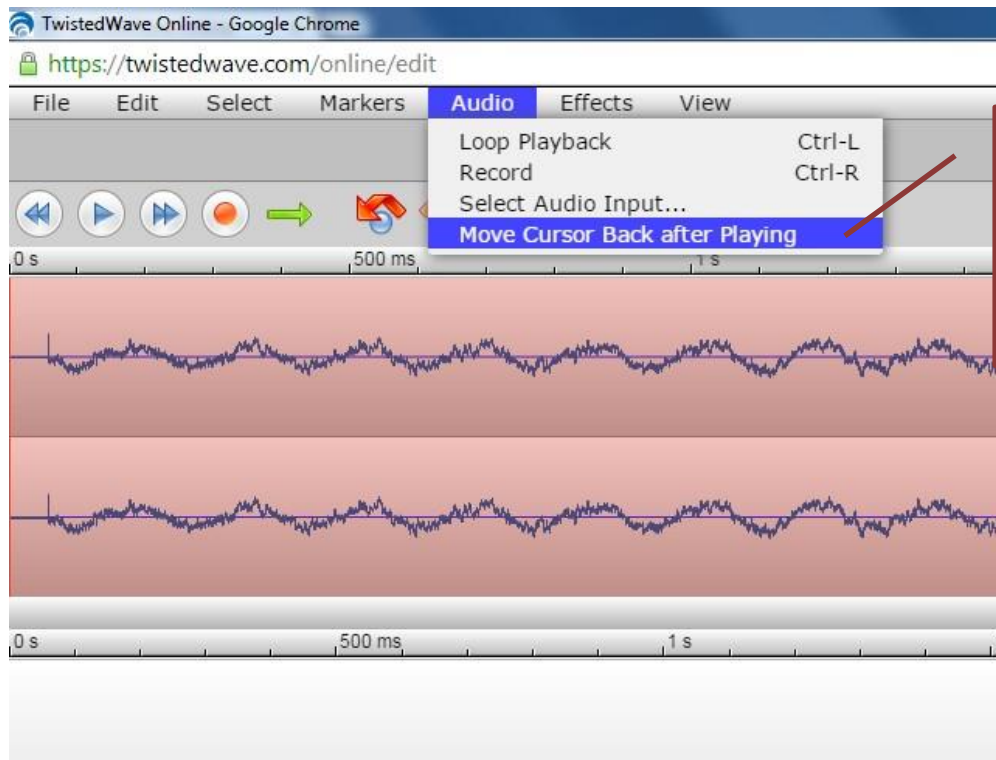 TwistedWave Online - Google Chrome
https://twistedwave.com/online/edit
File Edit Select Markers Audio Effects View
Loop Playback Ctrl-L
Record Ctrl-R
Select Audio Input...
Move Cursor Back after Playing
0 s 500 ms 1 s
0 s 500 ms 1 s